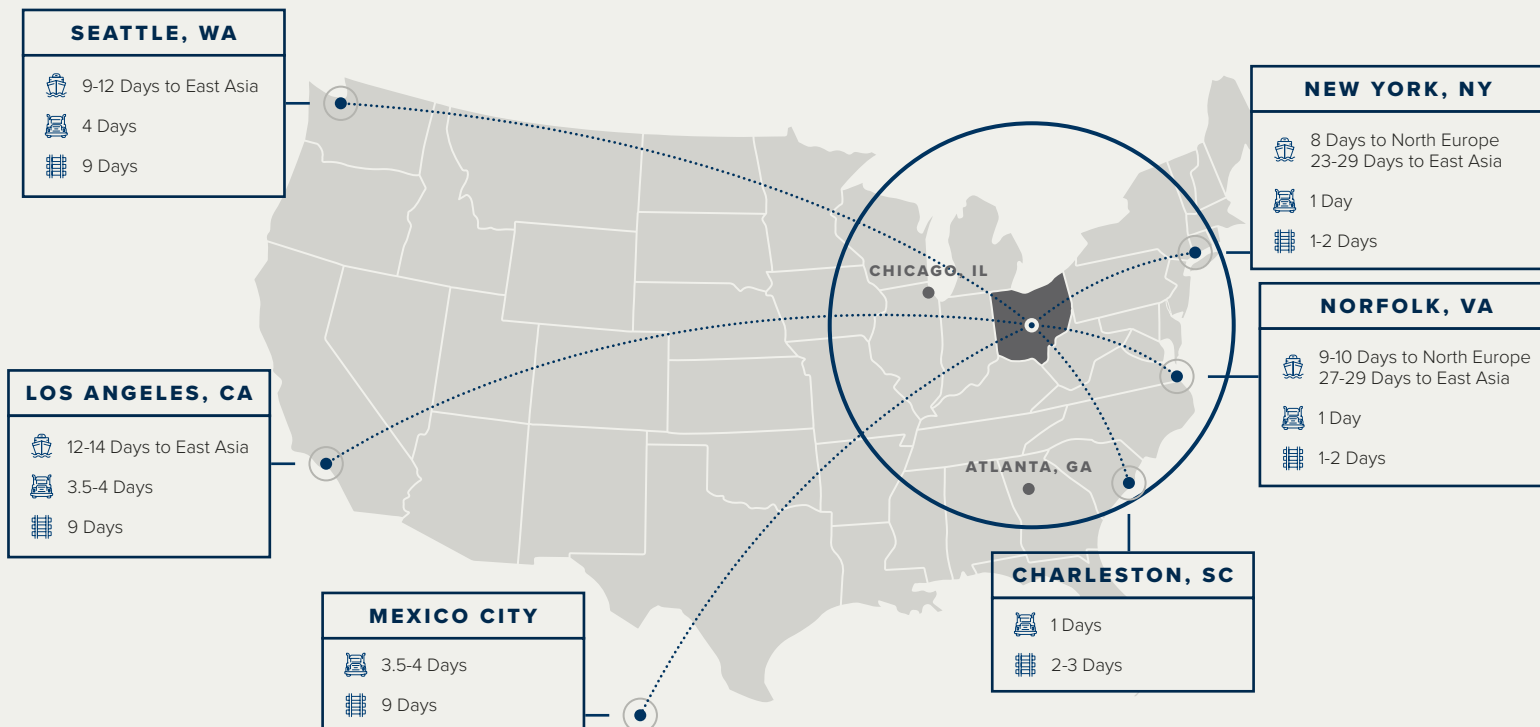 SEATTLE, WA
9-12 Days to East Asia
4 Days
9 Days
NEW YORK, NY
8 Days to North Europe
23-29 Days to East Asia
1 Day
1-2 Days
CHICAGO, IL
NORFOLK, VA
9-10 Days to North Europe
27-29 Days to East Asia
1 Day
1-2 Days
LOS ANGELES, CA
12-14 Days to East Asia
3.5-4 Days
9 Days
ATLANTA, GA
CHARLESTON, SC
1 Days
2-3 Days
MEXICO CITY
3.5-4 Days
9 Days